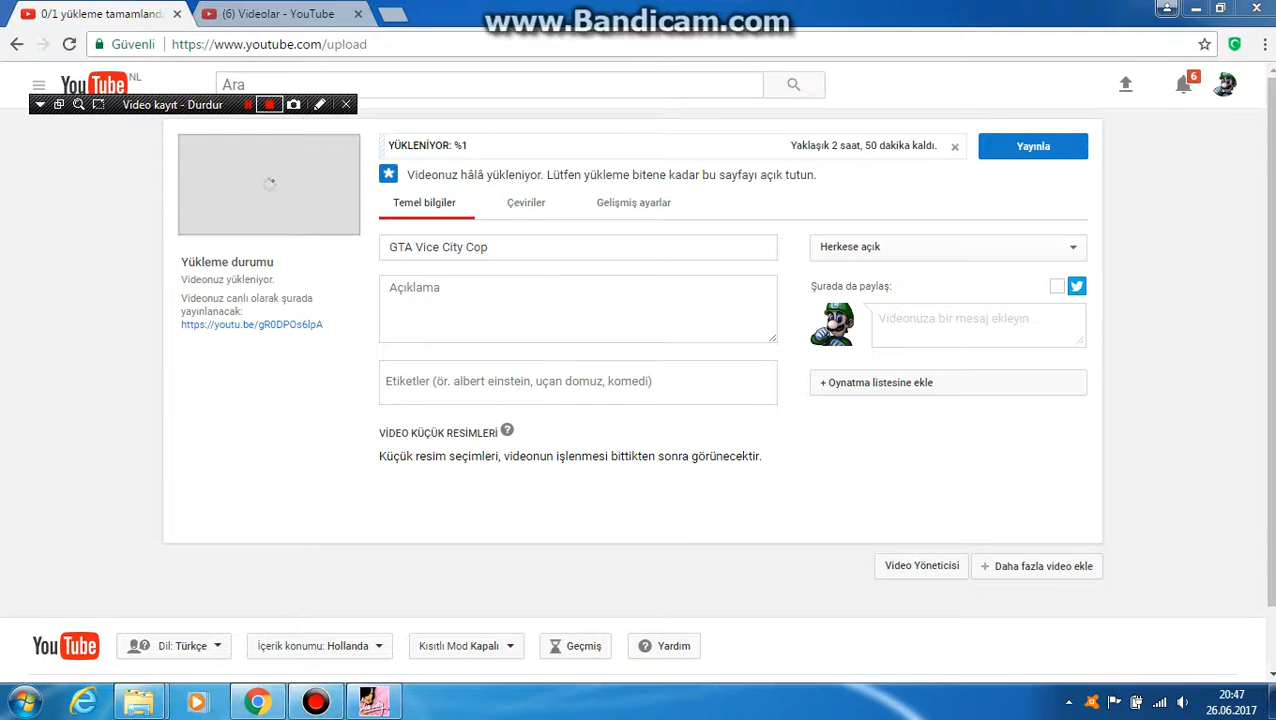 www.Bandicam.com
0/1 yükleme tamamland
(6) Videolar - YouTube
Güvenli
https://www.youtube.com/upload
YouTube NL
Ara
6
Video kayıt - Durdur
YÜKLENİYOR: %1
Yaklaşık 2 saat, 50 dakika kaldı.
Yayınla
Videonuz hâlâ yükleniyor. Lütfen yükleme bitene kadar bu sayfayı açık tutun.
Temel bilgiler
Çeviriler
Gelişmiş ayarlar
GTA Vice City Cop
Herkese açık
Yükleme durumu
Videonuz yükleniyor.
Videonuz canlı olarak şurada
yayınlanacak:
https://youtu.be/gR0DPOs6lpA
Açıklama
Şurada da paylaş:
Videonuza bir mesaj ekleyin
Etiketler (ör. albert einstein, uçan domuz, komedi)
+ Oynatma listesine ekle
VİDEO KÜÇÜK RESİMLERİ
Küçük resim seçimleri, videonun işlenmesi bittikten sonra görünecektir.
Video Yöneticisi
Daha fazla video ekle
YouTube
Dil: Türkçe
İçerik konumu: Hollanda
Kısıtlı Mod Kapalı
Geçmiş
Yardım
20:47
26.06.2017